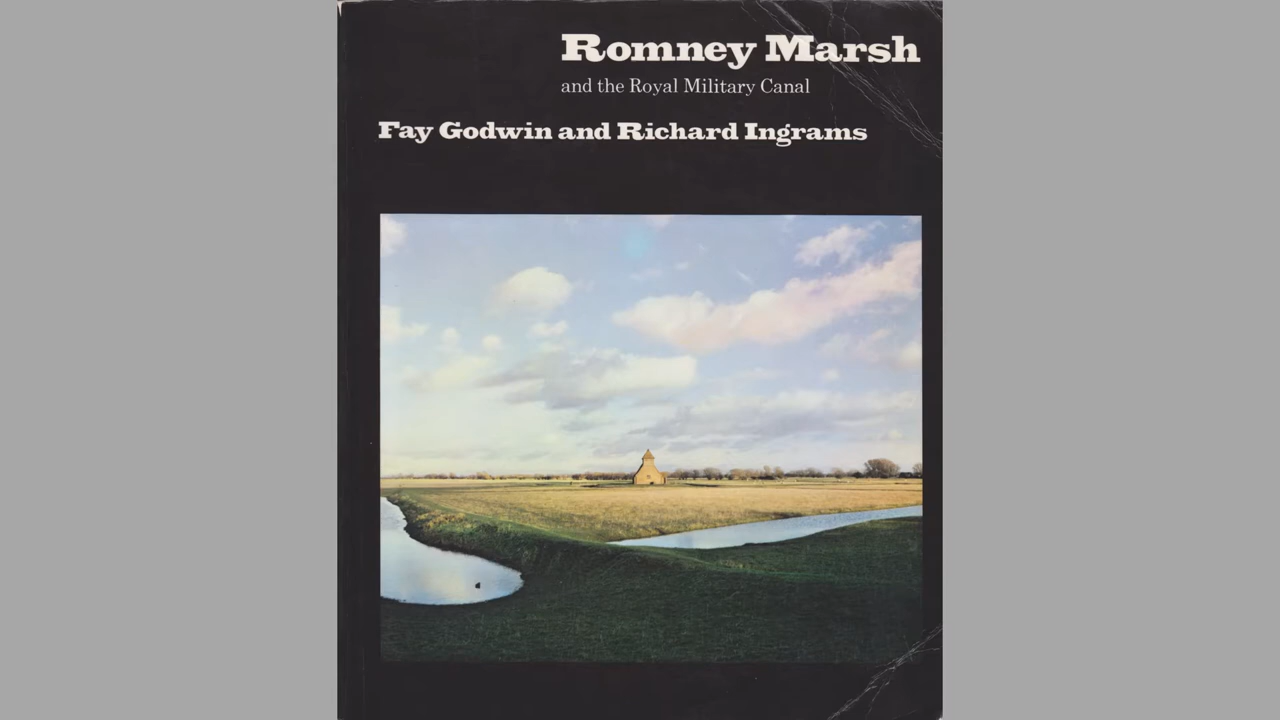 Romney Marsh
and the Royal Military Canal
Fay Godwin and Richard Ingrams